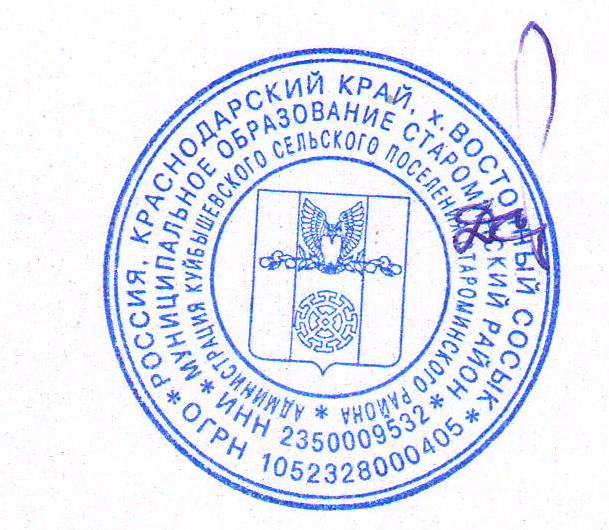 РОССИЯ, КРАСНОДАРСКИЙ КРАЙ, х. ВОСТОЧНЫЙ СОСЫК *
ОГРН 1052328000405 *
МУНИЦИПАЛЬНОЕ ОБРАЗОВАНИЕ СТАРОМИНСКИЙ РАЙОН *
ИНН 2350009532 *
АДМИНИСТРАЦИЯ КУЙБЫШЕВСКОГО СЕЛЬСКОГО ПОСЕЛЕНИЯ СТАРОМИНСКОГО РАЙОНА *